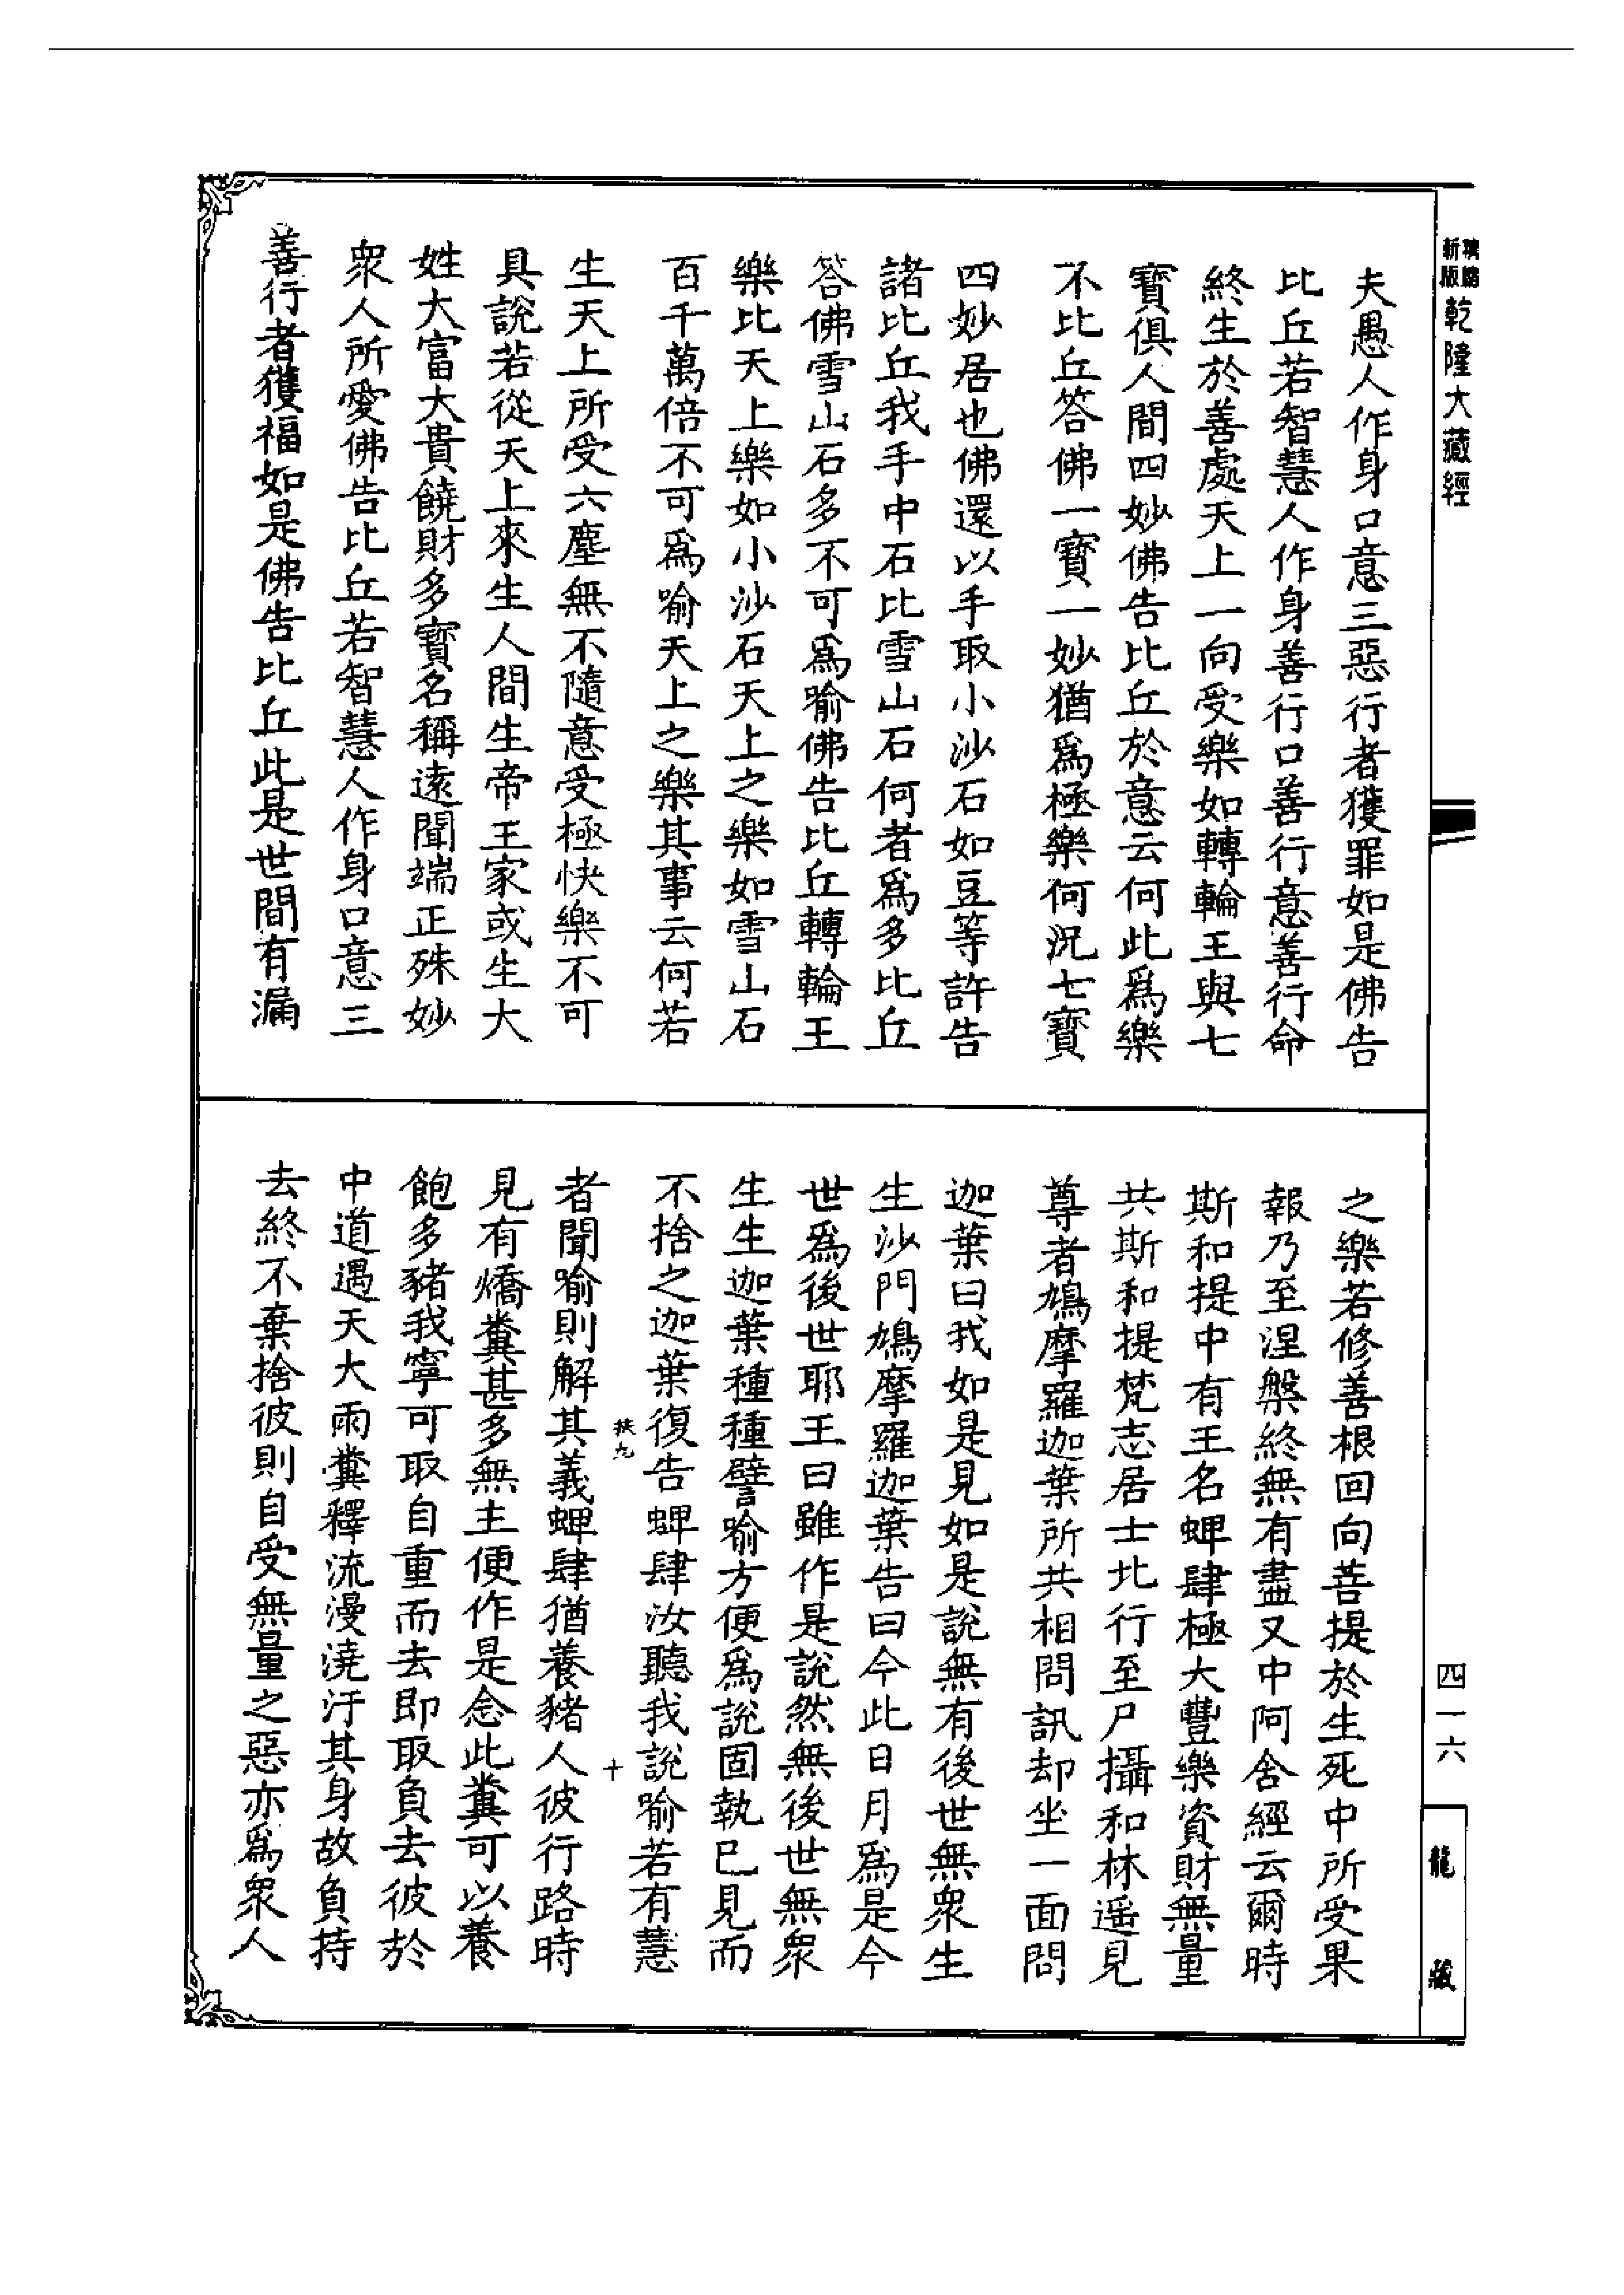 乾隆大藏經
夫愚人作身口意三惡行者獲罪如是佛告
比丘若智慧人作身善行口善行意善行命
終生於善處天上一向受樂如轉輪王與七
寶俱人間四妙佛告比丘於意云何此爲樂
不比丘答佛一寶一妙猶爲極樂何況七寶
四妙居也佛還以手取小沙石如豆等許告
諸比丘我手中石比雪山石何者爲多比丘
答佛雪山石多不可爲喻佛告比丘轉輪王
樂比天上樂如小沙石天上之樂如雪山石
百千萬倍不可爲喻天上之樂其事云何若
生天上所受六塵無不隨意受極快樂不可
具說若從天上來生人間生帝王家或生大
姓大富大貴饒財多寶名稱遠聞端正殊妙
衆人所愛佛告比丘若智慧人作身口意三
善行者獲福如是佛告比丘此是世間有漏
之樂若修善根回向菩提於生死中所受果
報乃至涅槃終無有盡又中阿含經云爾時
斯和提中有王名蜱肆極大豐樂資財無量
共斯和提梵志居士北行至尸攝和林遥見
尊者鳩摩羅迦葉所共相問訊却坐一面問
迦葉曰我如是見如是說無有後世無衆生
生沙門鳩摩羅迦葉告曰今此日月爲是今
世爲後世耶王曰雖作是說然無後世無衆
生生迦葉種種譬喻方便爲說固執已見而
不捨之迦葉復告蜱肆汝聽我說喻若有慧
者聞喻則解其義蜱肆猶養豬人彼行路時
見有燆糞甚多無主便作是念此糞可以養
飽多豬我寧可取自重而去即取負去彼於
中道遇天大雨糞釋流漫澆汙其身故負持
去終不棄捨彼則自受無量之惡亦爲衆人
十
四一六
龍藏